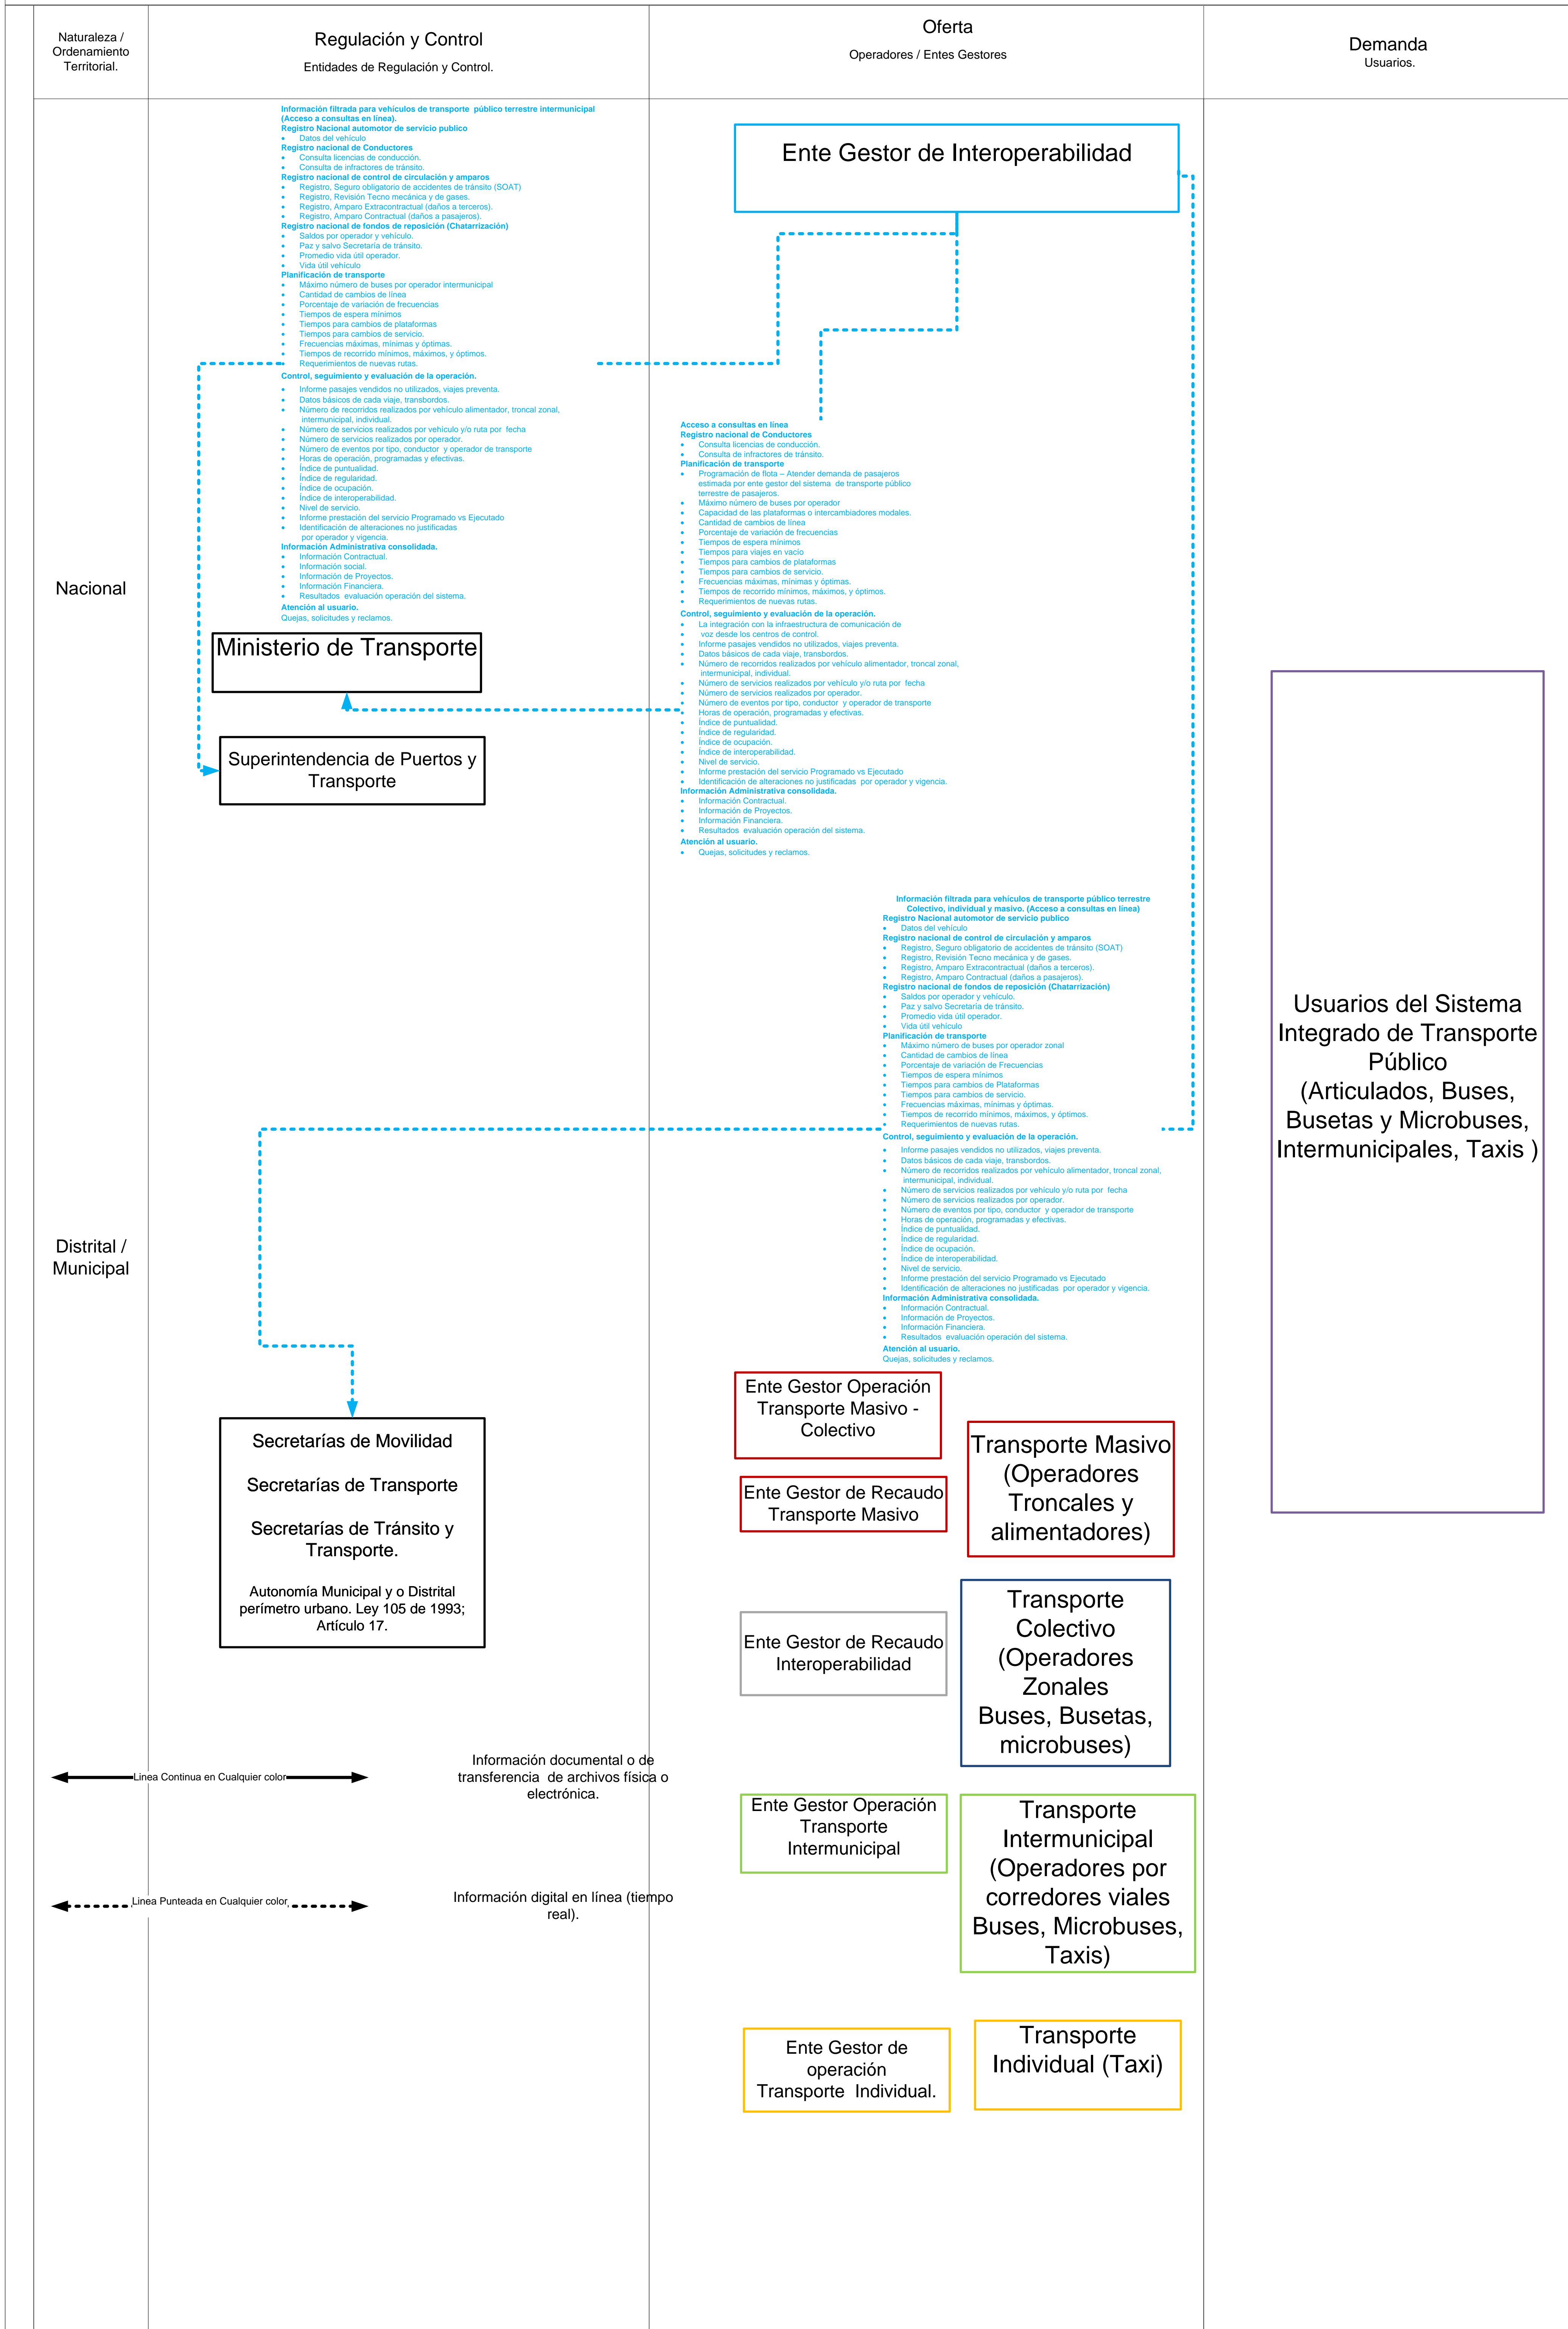 Naturaleza /
Ordenamiento
Territorial.
Regulación y Control
Entidades de Regulación y Control.
Oferta
Operadores / Entes Gestores
Demanda
Usuarios.
Nacional
Información filtrada para vehículos de transporte  público terrestre intermunicipal
(Acceso a consultas en línea).
Registro Nacional automotor de servicio publico
• Datos del vehículo
Registro nacional de Conductores
• Consulta licencias de conducción.
• Consulta de infractores de tránsito.
Registro nacional de control de circulación y amparos
• Registro, Seguro obligatorio de accidentes de tránsito (SOAT)
• Registro, Revisión Tecno mecánica y de gases.
• Registro, Amparo Extracontractual (daños a terceros).
• Registro, Amparo Contractual (daños a pasajeros).
Registro nacional de fondos de reposición (Chatarrización)
• Saldos por operador y vehículo.
• Paz y salvo Secretaría de tránsito.
• Promedio vida útil operador.
• Vida útil vehículo
Planificación de transporte
• Máximo número de buses por operador intermunicipal
• Cantidad de cambios de línea
• Porcentaje de variación de frecuencias
• Tiempos de espera mínimos
• Tiempos para cambios de plataformas
• Tiempos para cambios de servicio.
• Frecuencias máximas, mínimas y óptimas.
• Tiempos de recorrido mínimos, máximos, y óptimos.
• Requerimientos de nuevas rutas.
Control, seguimiento y evaluación de la operación.
• Informe pasajes vendidos no utilizados, viajes preventa.
• Datos básicos de cada viaje, transbordos.
• Número de recorridos realizados por vehículo alimentador, troncal zonal,
intermunicipal, individual.
• Número de servicios realizados por vehículo y/o ruta por  fecha
• Número de servicios realizados por operador.
• Número de eventos por tipo, conductor  y operador de transporte
• Horas de operación, programadas y efectivas.
• Índice de puntualidad.
• Índice de regularidad.
• Índice de ocupación.
• Índice de interoperabilidad.
• Nivel de servicio.
• Informe prestación del servicio Programado vs Ejecutado
• Identificación de alteraciones no justificadas
por operador y vigencia.
Información Administrativa consolidada.
• Información Contractual.
• Información social.
• Información de Proyectos.
• Información Financiera.
• Resultados  evaluación operación del sistema.
Atención al usuario.
Quejas, solicitudes y reclamos.
Ministerio de Transporte
Superintendencia de Puertos y
Transporte
Ente Gestor de Interoperabilidad
Acceso a consultas en línea
Registro nacional de Conductores
• Consulta licencias de conducción.
• Consulta de infractores de tránsito.
Planificación de transporte
• Programación de flota – Atender demanda de pasajeros
estimada por ente gestor del sistema  de transporte público
terrestre de pasajeros.
• Máximo número de buses por operador
• Capacidad de las plataformas o intercambiadores modales.
• Cantidad de cambios de línea
• Porcentaje de variación de frecuencias
• Tiempos de espera mínimos
• Tiempos para viajes en vacío
• Tiempos para cambios de plataformas
• Tiempos para cambios de servicio.
• Frecuencias máximas, mínimas y óptimas.
• Tiempos de recorrido mínimos, máximos, y óptimos.
• Requerimientos de nuevas rutas.
Control, seguimiento y evaluación de la operación.
• La integración con la infraestructura de comunicación de
• voz desde los centros de control.
• Informe pasajes vendidos no utilizados, viajes preventa.
• Datos básicos de cada viaje, transbordos.
• Número de recorridos realizados por vehículo alimentador, troncal zonal,
intermunicipal, individual.
• Número de servicios realizados por vehículo y/o ruta por  fecha
• Número de servicios realizados por operador.
• Número de eventos por tipo, conductor  y operador de transporte
• Horas de operación, programadas y efectivas.
• Índice de puntualidad.
• Índice de regularidad.
• Índice de ocupación.
• Índice de interoperabilidad.
• Nivel de servicio.
• Informe prestación del servicio Programado vs Ejecutado
• Identificación de alteraciones no justificadas  por operador y vigencia.
Información Administrativa consolidada.
• Información Contractual.
• Información de Proyectos.
• Información Financiera.
• Resultados  evaluación operación del sistema.
Atención al usuario.
• Quejas, solicitudes y reclamos.
Información filtrada para vehículos de transporte público terrestre
Colectivo, individual y masivo. (Acceso a consultas en línea)
Registro Nacional automotor de servicio publico
• Datos del vehículo
Registro nacional de control de circulación y amparos
• Registro, Seguro obligatorio de accidentes de tránsito (SOAT)
• Registro, Revisión Tecno mecánica y de gases.
• Registro, Amparo Extracontractual (daños a terceros).
• Registro, Amparo Contractual (daños a pasajeros).
Registro nacional de fondos de reposición (Chatarrización)
• Saldos por operador y vehículo.
• Paz y salvo Secretaría de tránsito.
• Promedio vida útil operador.
• Vida útil vehículo
Planificación de transporte
• Máximo número de buses por operador zonal
• Cantidad de cambios de línea
• Porcentaje de variación de Frecuencias
• Tiempos de espera mínimos
• Tiempos para cambios de Plataformas
• Tiempos para cambios de servicio.
• Frecuencias máximas, mínimas y óptimas.
• Tiempos de recorrido mínimos, máximos, y óptimos.
• Requerimientos de nuevas rutas.
Control, seguimiento y evaluación de la operación.
• Informe pasajes vendidos no utilizados, viajes preventa.
• Datos básicos de cada viaje, transbordos.
• Número de recorridos realizados por vehículo alimentador, troncal zonal,
intermunicipal, individual.
• Número de servicios realizados por vehículo y/o ruta por  fecha
• Número de servicios realizados por operador.
• Número de eventos por tipo, conductor  y operador de transporte
• Horas de operación, programadas y efectivas.
• Índice de puntualidad.
• Índice de regularidad.
• Índice de ocupación.
• Índice de interoperabilidad.
• Nivel de servicio.
• Informe prestación del servicio Programado vs Ejecutado
• Identificación de alteraciones no justificadas  por operador y vigencia.
Información Administrativa consolidada.
• Información Contractual.
• Información de Proyectos.
• Información Financiera.
• Resultados  evaluación operación del sistema.
Atención al usuario.
Quejas, solicitudes y reclamos.
Usuarios del Sistema
Integrado de Transporte
Público
(Articulados, Buses,
Busetas y Microbuses,
Intermunicipales, Taxis )
Distrital /
Municipal
Secretarías de Movilidad
Secretarías de Transporte
Secretarías de Tránsito y
Transporte.
Autonomía Municipal y o Distrital
perímetro urbano. Ley 105 de 1993;
Artículo 17.
Ente Gestor Operación
Transporte Masivo -
Colectivo
Ente Gestor de Recaudo
Transporte Masivo
Transporte Masivo
(Operadores
Troncales y
alimentadores)
Ente Gestor de Recaudo
Interoperabilidad
Transporte
Colectivo
(Operadores
Zonales
Buses, Busetas,
microbuses)
Linea Continua en Cualquier color
Información documental o de
transferencia  de archivos física o
electrónica.
Ente Gestor Operación
Transporte
Intermunicipal
Transporte
Intermunicipal
(Operadores por
corredores viales
Buses, Microbuses,
Taxis)
Linea Punteada en Cualquier color
Información digital en línea (tiempo
real).
Ente Gestor de
operación
Transporte  Individual.
Transporte
Individual (Taxi)